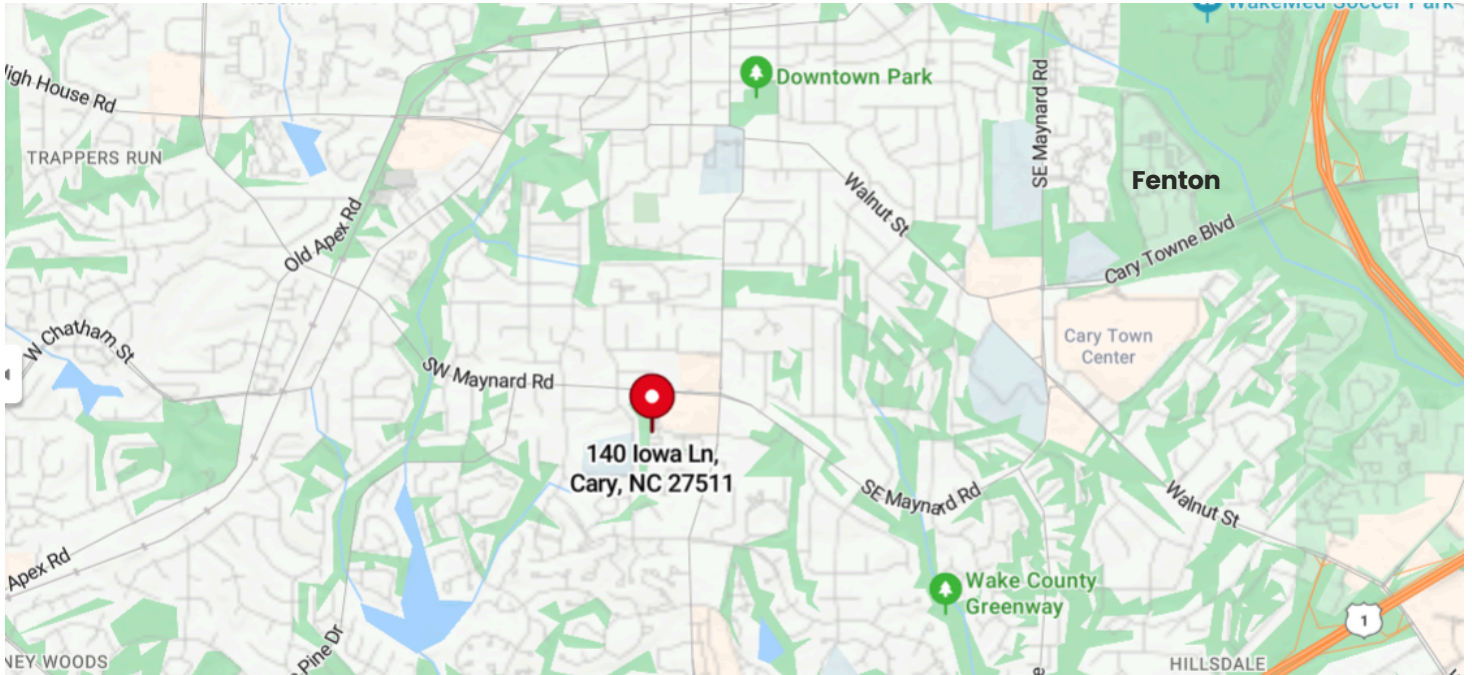 WakeMed Soccer Park
High House Rd
Downtown Park
SE Maynard Rd
TRAPPERS RUN
Fenton
Walnut St
Old Apex Rd
Cary Towne Blvd
W Chatham St
Cary Town
Center
SW Maynard Rd
140 Iowa Ln,
Cary, NC 27511
SE Maynard Rd
Walnut St
Apex Rd
Wake County
Greenway
1
Pine Dr
NEY WOODS
HILLSDALE